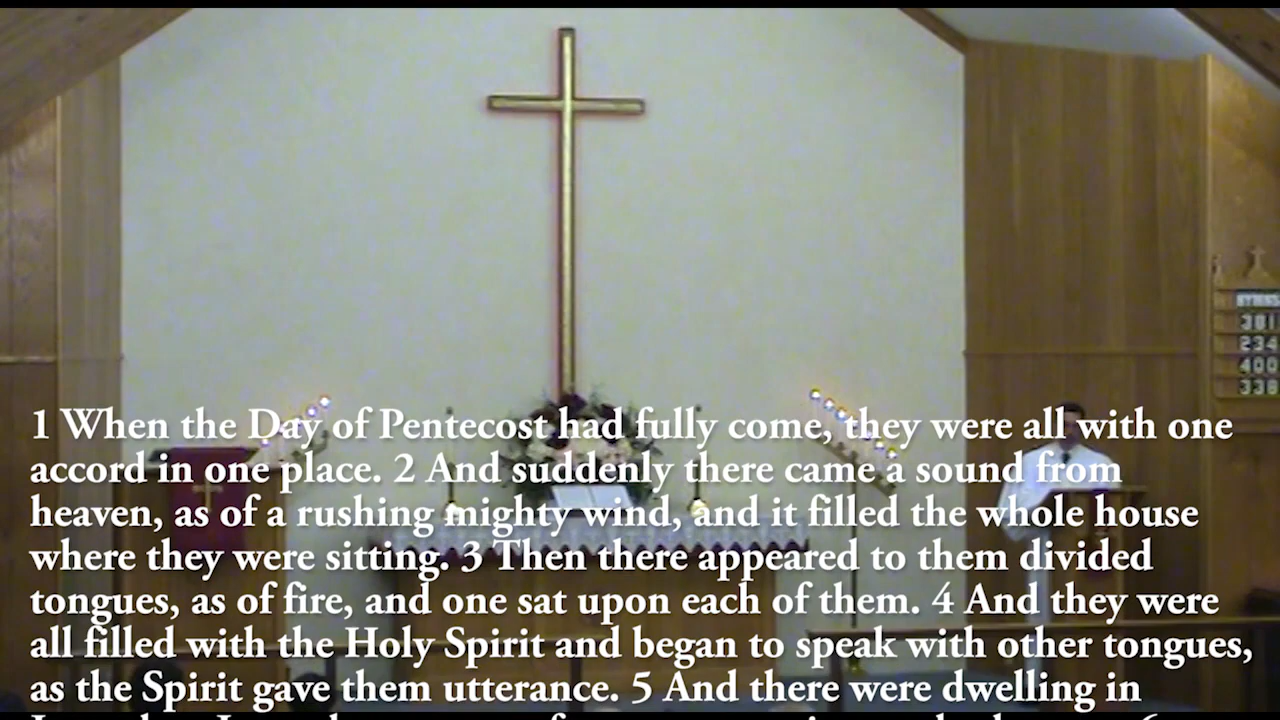 HYMNS
381
234
400
338
1 When the Day of Pentecost had fully come, they were all with one
accord in one place. 2 And suddenly there came a sound from
heaven, as of a rushing mighty wind, and it filled the whole house
where they were sitting. 3 Then there appeared to them divided
tongues, as of fire, and one sat upon each of them. 4 And they were
all filled with the Holy Spirit and began to speak with other tongues,
as the Spirit gave them utterance. 5 And there were dwelling in